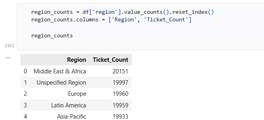 region_counts = df['region'].value_counts().reset_index()
region_counts.columns = ['Region', 'Ticket_Count']
region_counts
Region Ticket_Count
0 Middle East & Africa 20151
1 Unipecified Region 19997
2 Europe 19960
3 Latin America 19959
4 Asia Pacific 19933